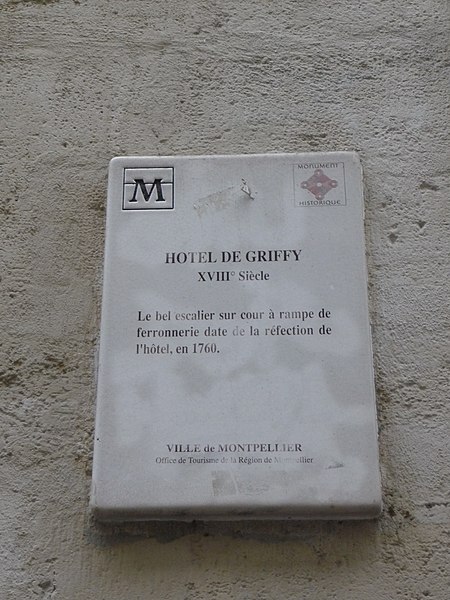 M
MONUMENT
HISTORIQUE
HOTEL DE GRIFFY
XVIII° Siècle
Le bel escalier sur cour à rampe de
ferronnerie date de la réfection de
l'hôtel, en 1760.
VILLE de MONTPELLIER
Office de Tourisme de la Région de Montpellier